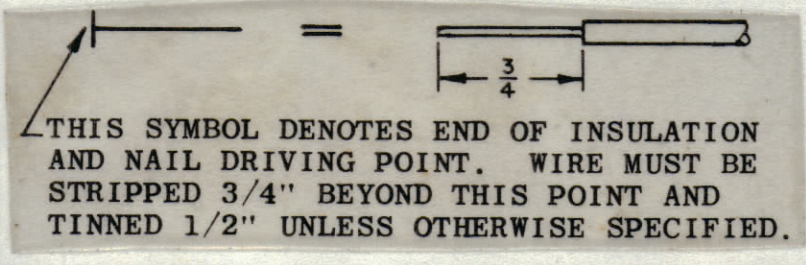 3/4
THIS SYMBOL DENOTES END OF INSULATION
AND NAIL DRIVING POINT. WIRE MUST BE
STRIPPED 3/4" BEYOND THIS POINT AND
TINNED 1/2" UNLESS OTHERWISE SPECIFIED.